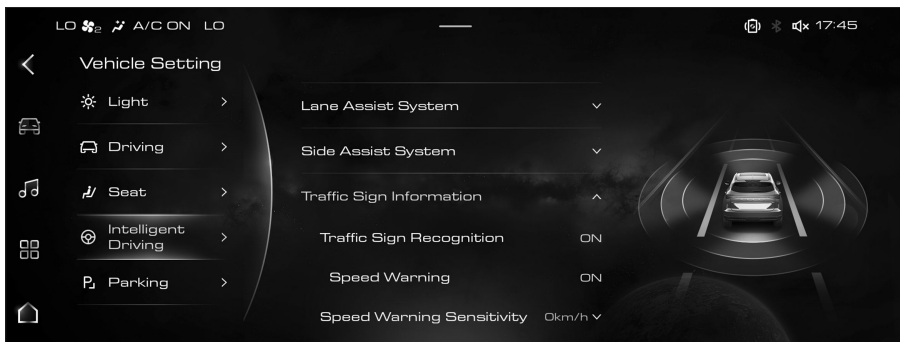 LO 2 A/C ON LO
17:45
Vehicle Setting
Light
Driving
Seat
Intelligent
Driving
Parking
Lane Assist System
Side Assist System
Traffic Sign Information
Traffic Sign Recognition ON
Speed Warning ON
Speed Warning Sensitivity 0km/h